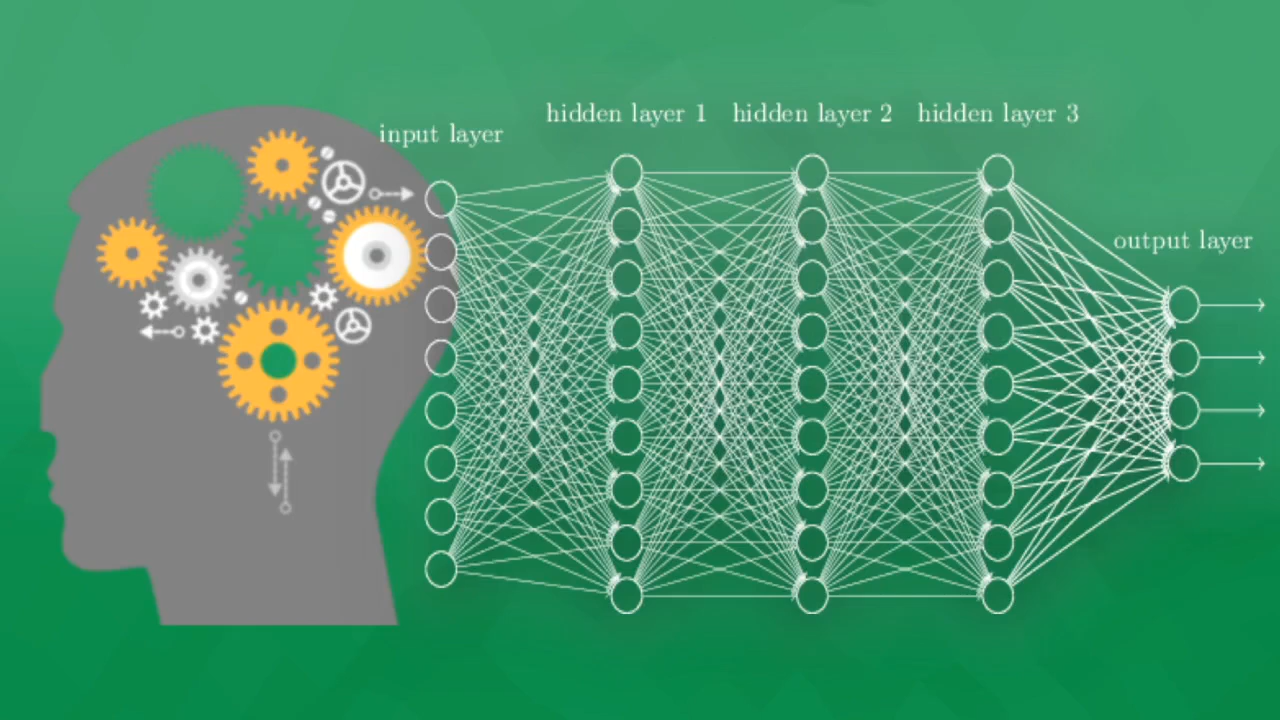 input layer
hidden layer 1
hidden layer 2
hidden layer 3
output layer